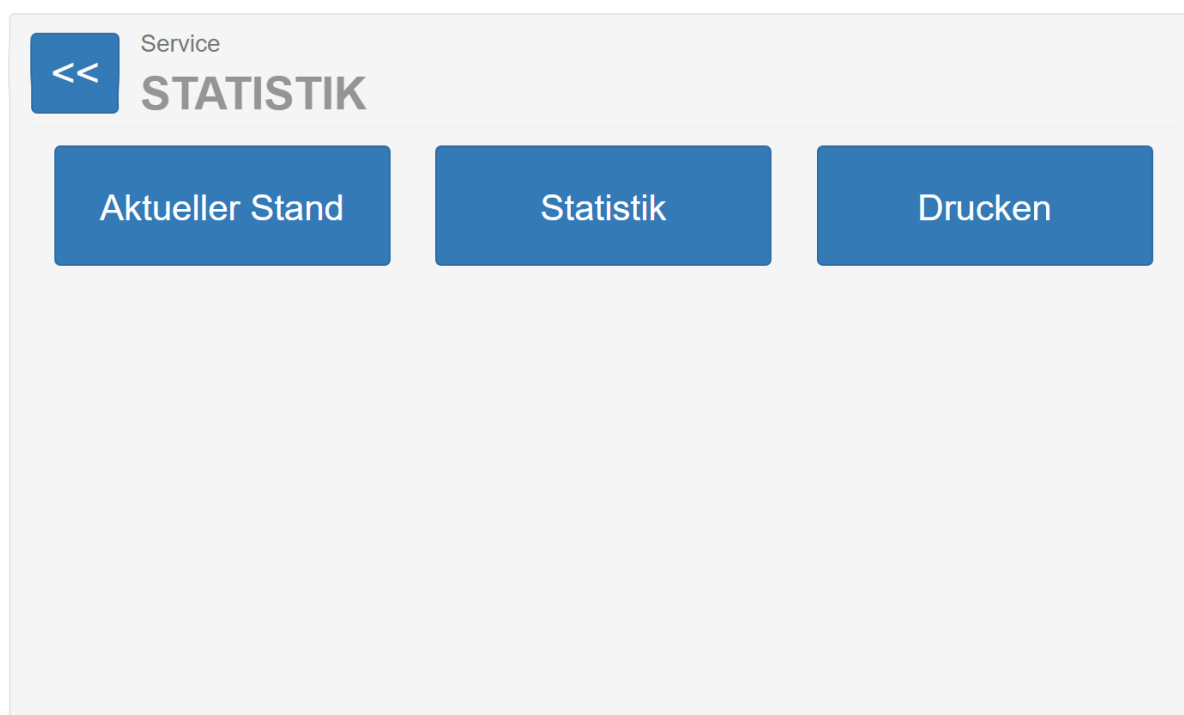 <<
Service
STATISTIK
Aktueller Stand
Statistik
Drucken